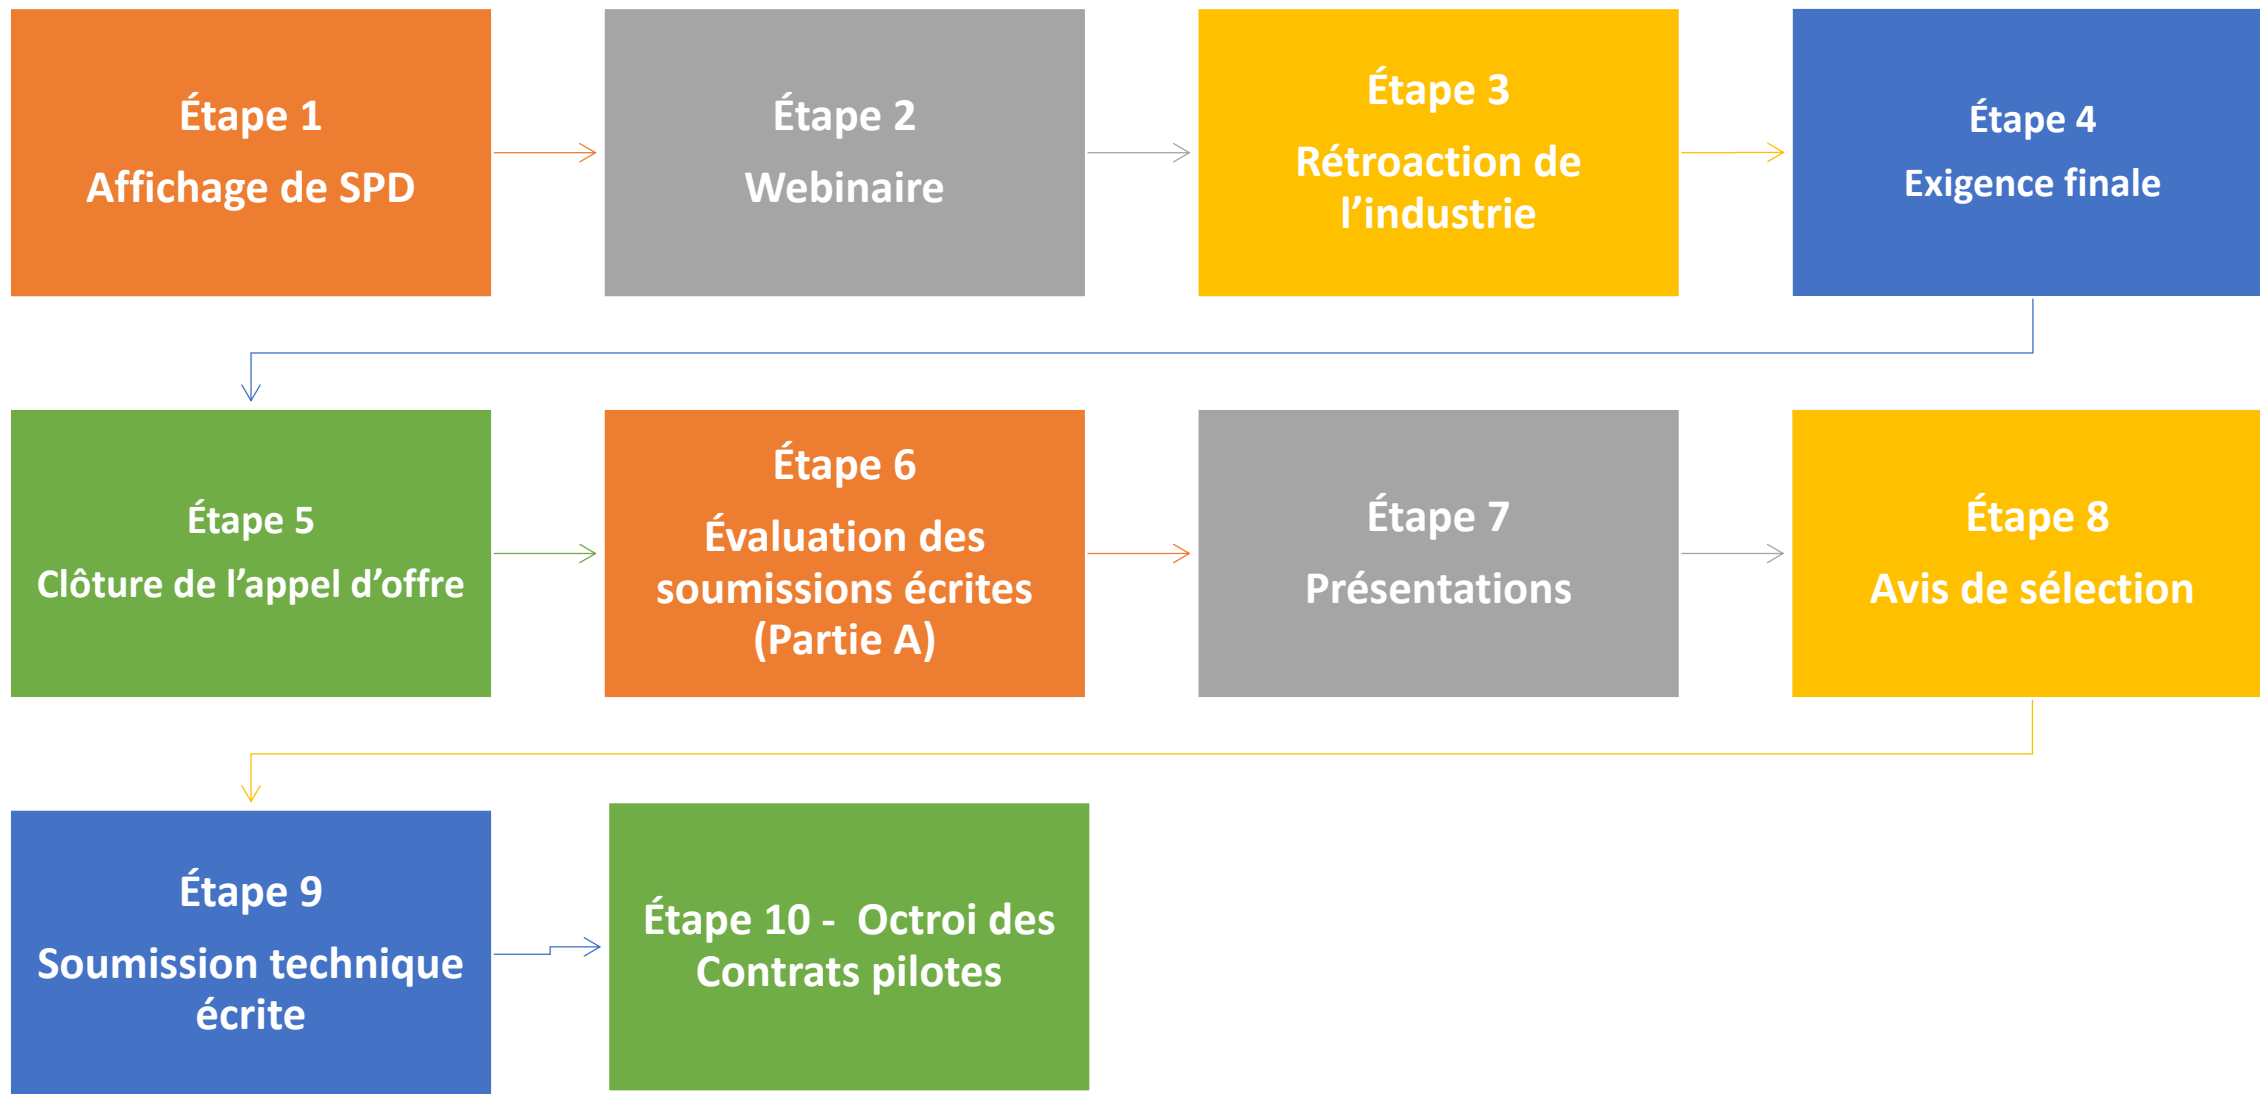 Étape 1
Affichage de SPD
Étape 2
Webinaire
Étape 3
Rétroaction de
l’industrie
Étape 4
Exigence finale
Étape 5
Clôture de l’appel d’offre
Étape 6
Évaluation des
soumissions écrites
(Partie A)
Étape 7
Présentations
Étape 8
Avis de sélection
Étape 9
Soumission technique
écrite
Étape 10 -  Octroi des
Contrats pilotes